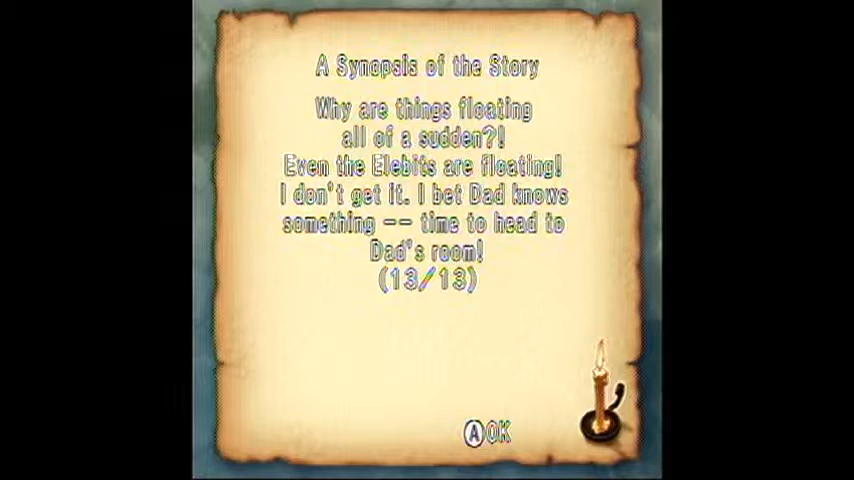 A Synopsis of the Story
Why are things floating
all of a sudden?!
Even the Elebits are floating!
I don't get it. I bet Dad knows
something -- time to head to
Dad's room!
(13/13)
A OK